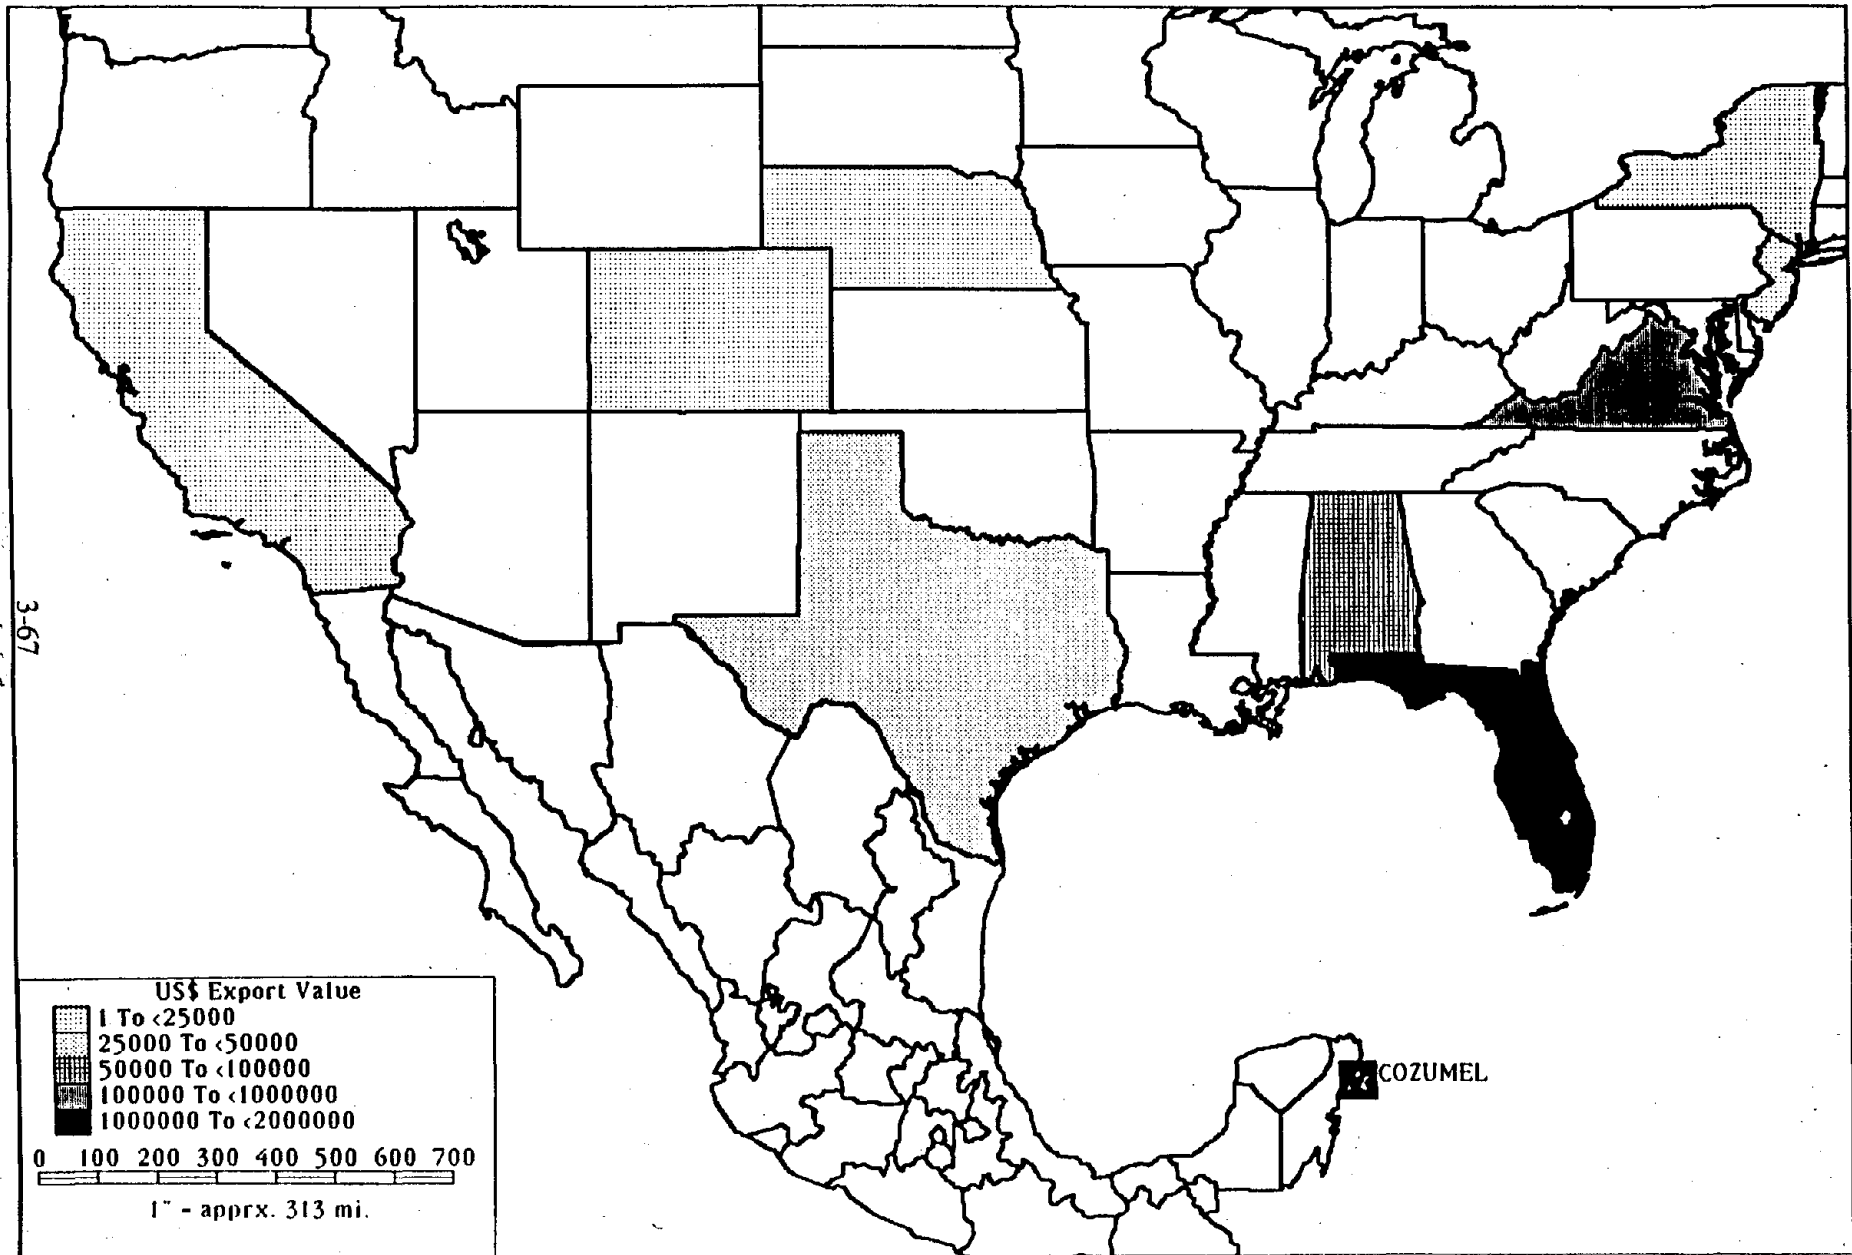 3-67
COZUMEL
US$ Export Value
1 To <25000
25000 To <50000
50000 To <100000
100000 To <1000000
1000000 To <2000000
0 100 200 300 400 500 600 700
1" - apprx. 313 mi.